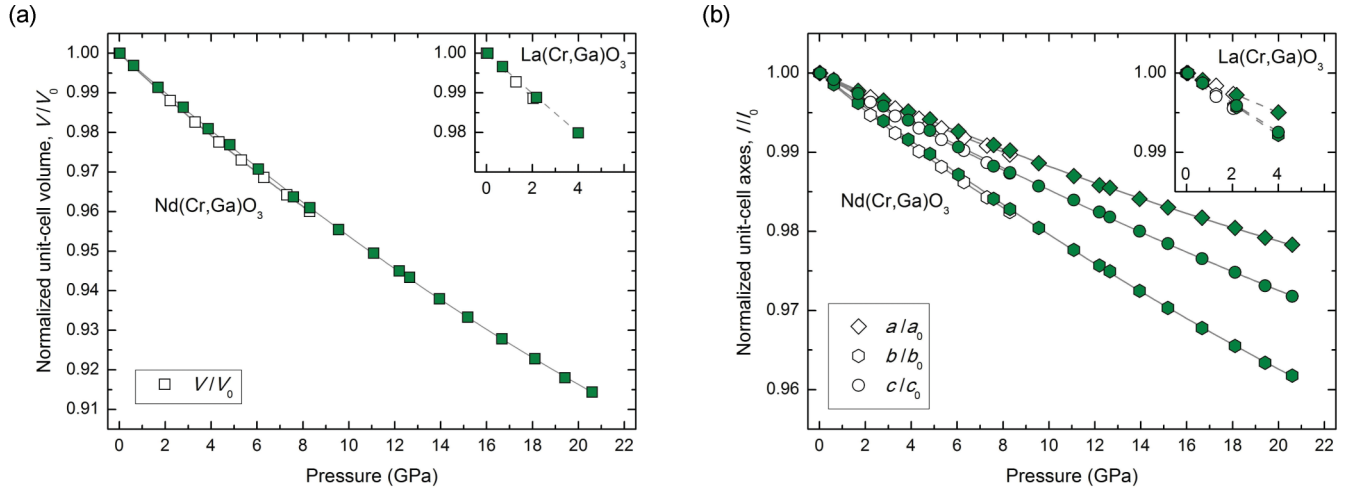 (a)
Normalized unit-cell volume, V/V0
1.00
0.99
0.98
0.97
0.96
0.95
0.94
0.93
0.92
0.91
La(Cr,Ga)O3
1.00
0.99
0.98
0 2 4
Nd(Cr,Ga)O3
V/V0
0 2 4 6 8 10 12 14 16 18 20 22
Pressure (GPa)
(b)
Normalized unit-cell axes, l/l0
1.00
0.99
0.98
0.97
0.96
La(Cr,Ga)O3
1.00
0.99
0 2 4
Nd(Cr,Ga)O3
a/a0
b/b0
c/c0
0 2 4 6 8 10 12 14 16 18 20 22
Pressure (GPa)